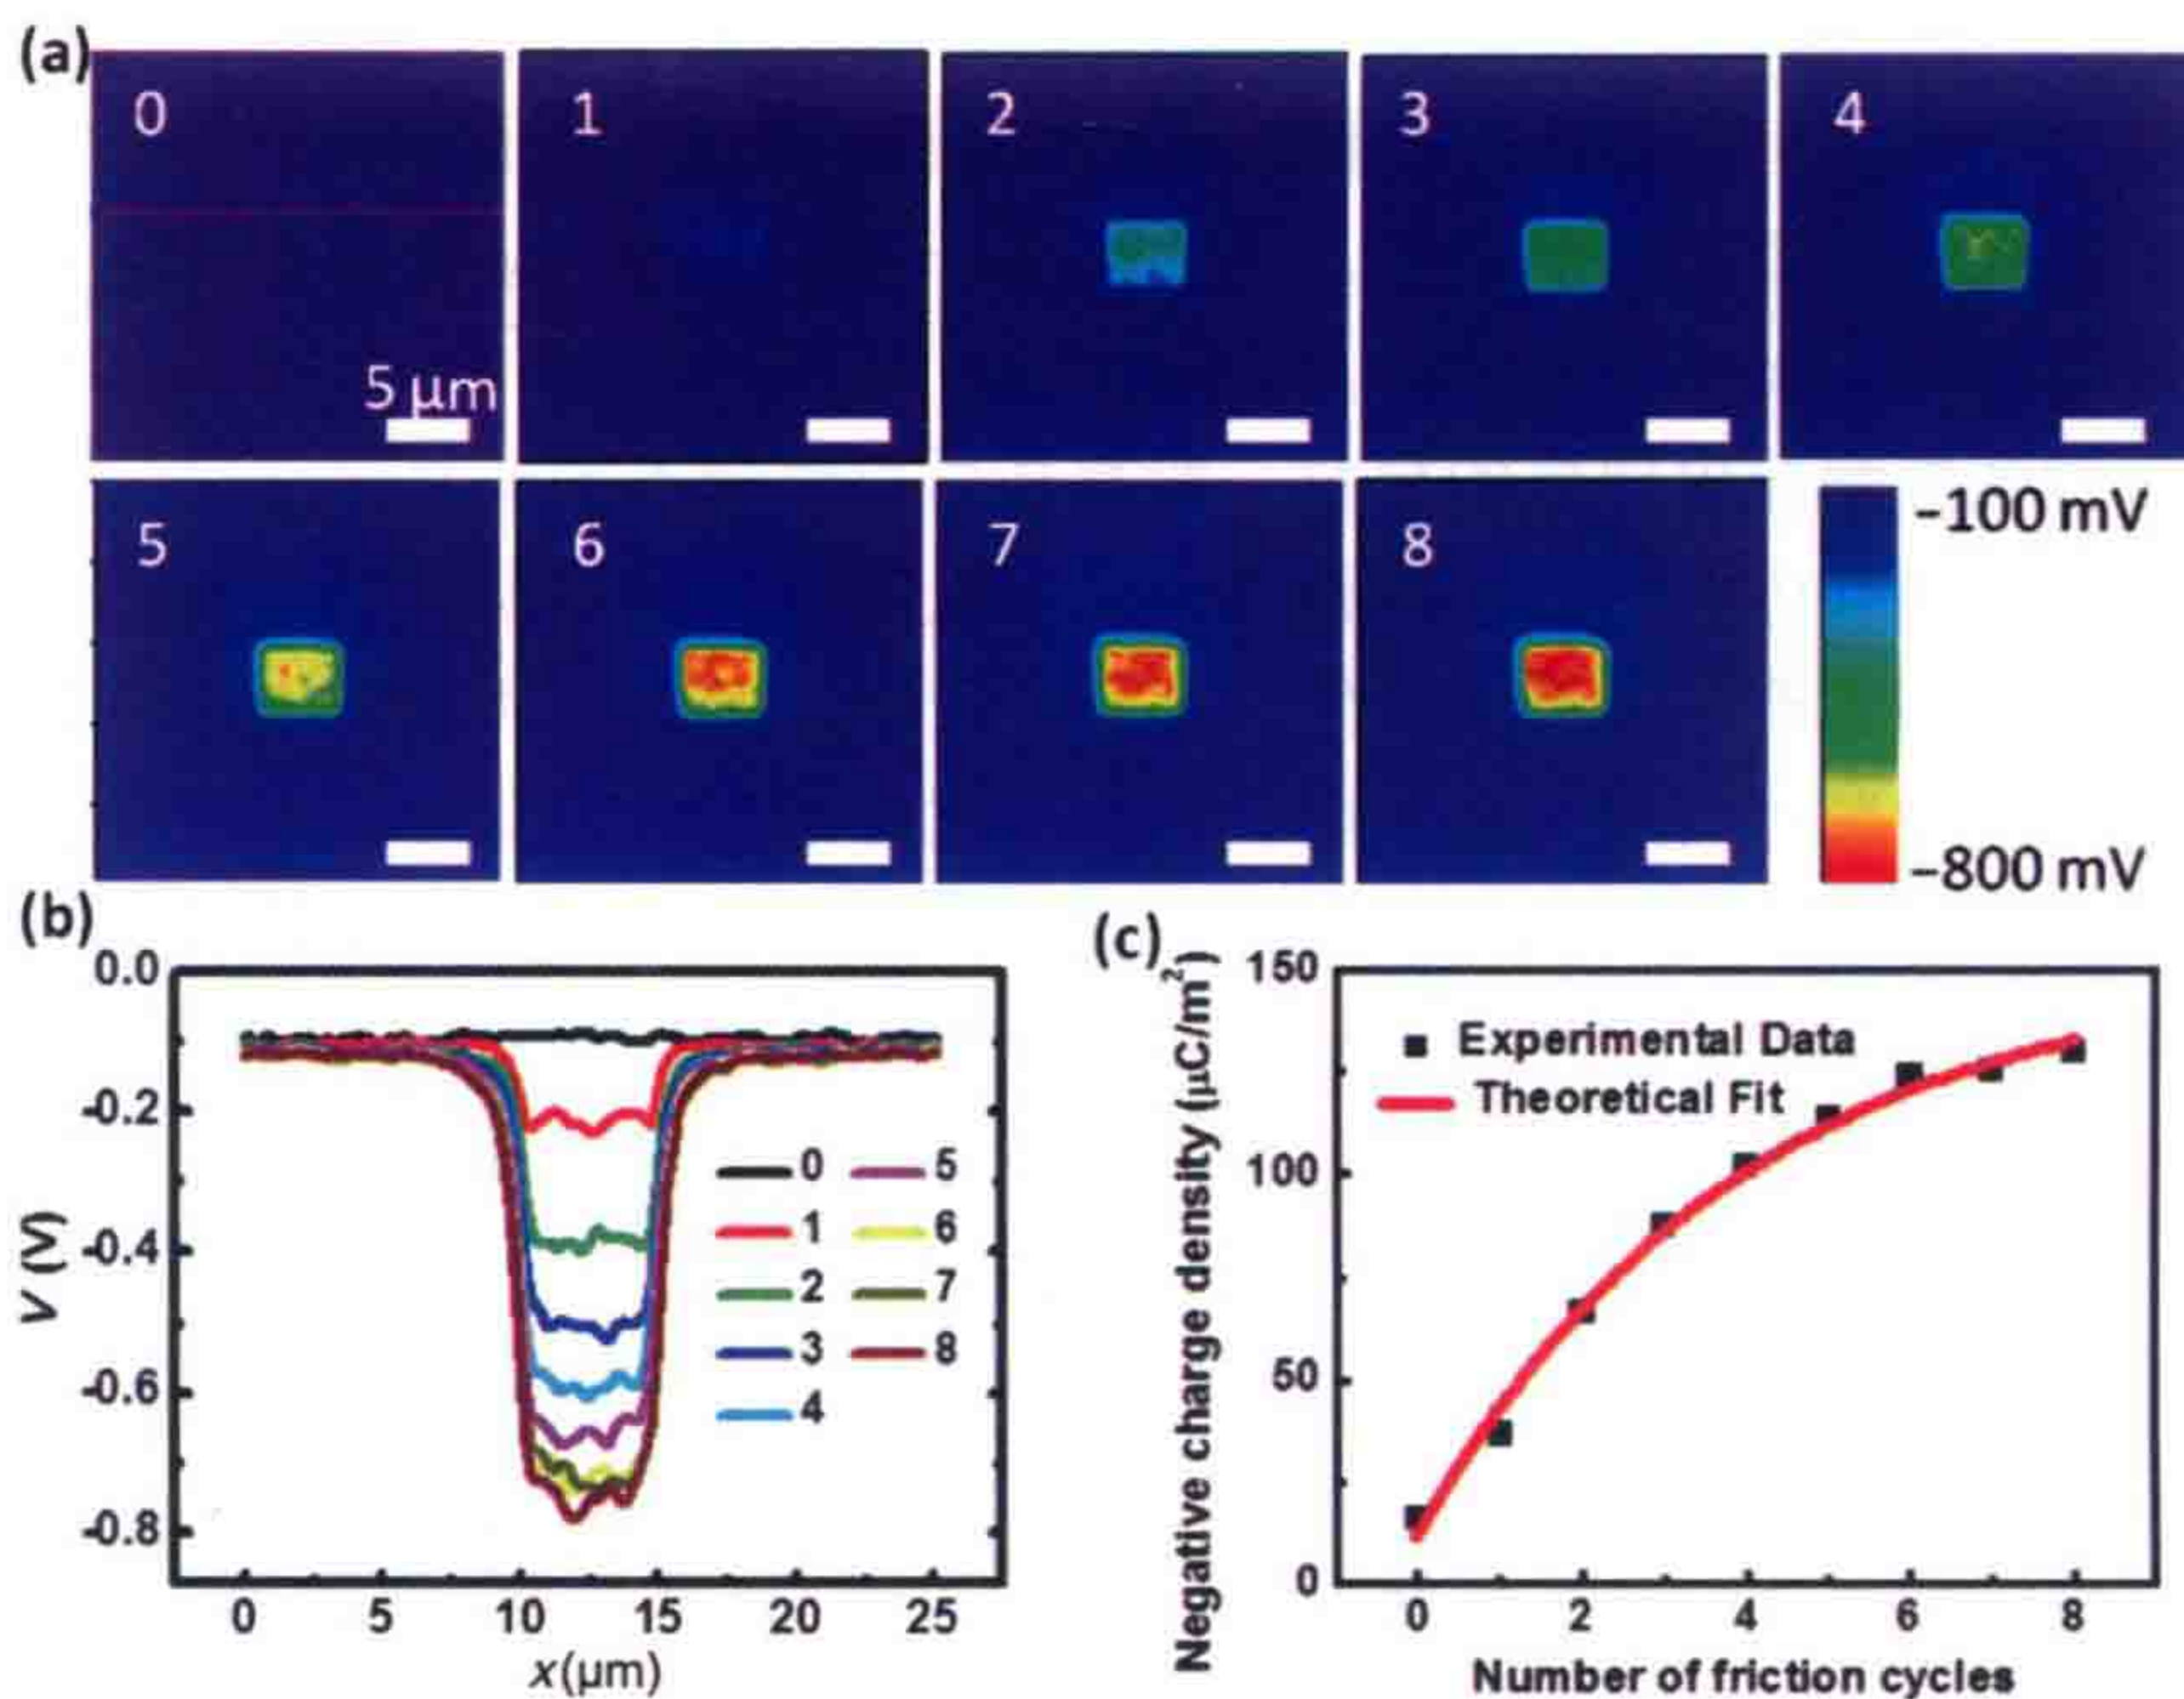 (a)
0
1
2
3
4
5 μm
5
6
7
8
–100 mV
–800 mV
(b)
0.0
-0.2
-0.4
-0.6
-0.8
V (V)
0 5
1 6
2 7
3 8
4
0 5 10 15 20 25
x(μm)
(c)
Negative charge density (μC/m²)
150
100
50
0
Experimental Data
Theoretical Fit
0 2 4 6 8
Number of friction cycles